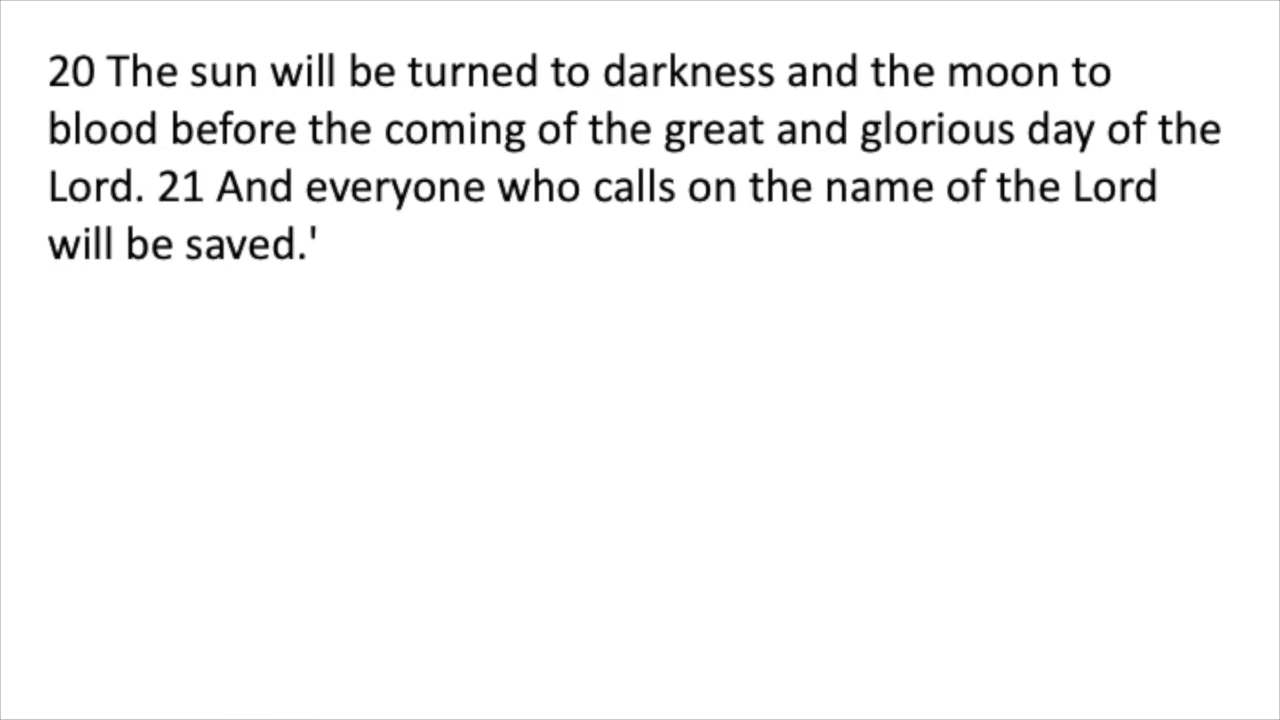 20 The sun will be turned to darkness and the moon to
blood before the coming of the great and glorious day of the
Lord. 21 And everyone who calls on the name of the Lord
will be saved.'